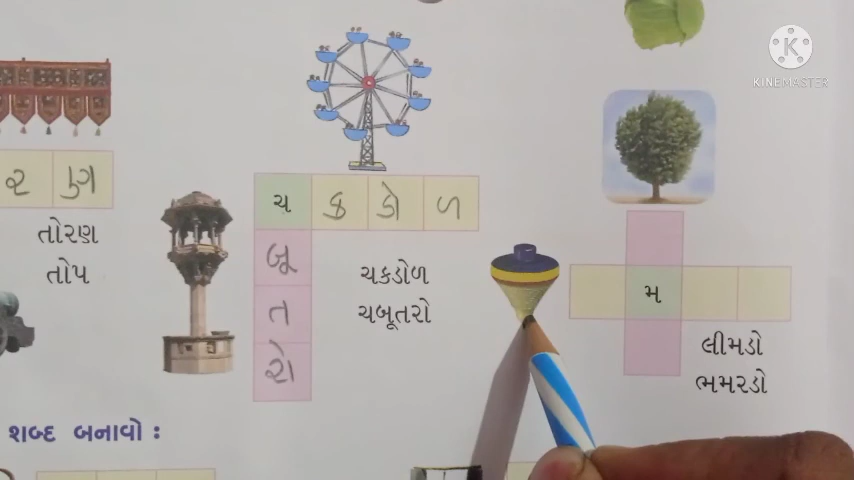 KINEMASTER
ર ણ
તોરણ
તોપ
ચ ક ડો ળ
બૂ
ત
રો
ચકડોળ
ચબૂતરો
મ
લીમડો
ભમરડો
શબ્દ બનાવો :